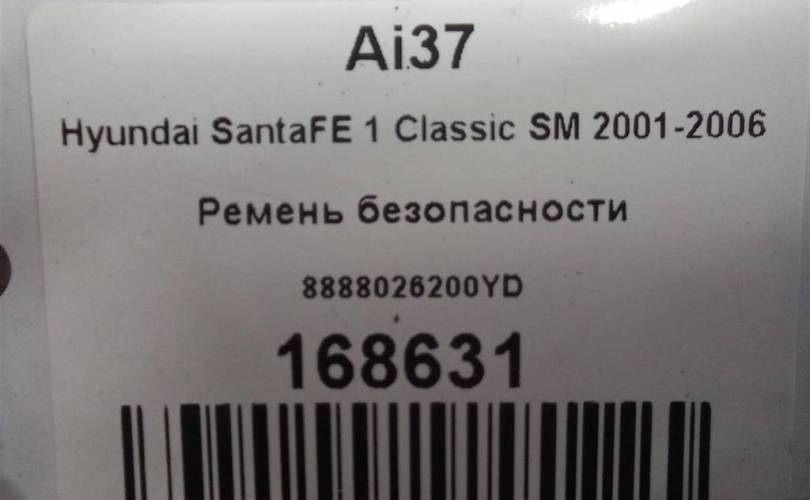 Ai37
Hyundai SantaFE 1 Classic SM 2001-2006
Ремень безопасности
8888026200YD
168631